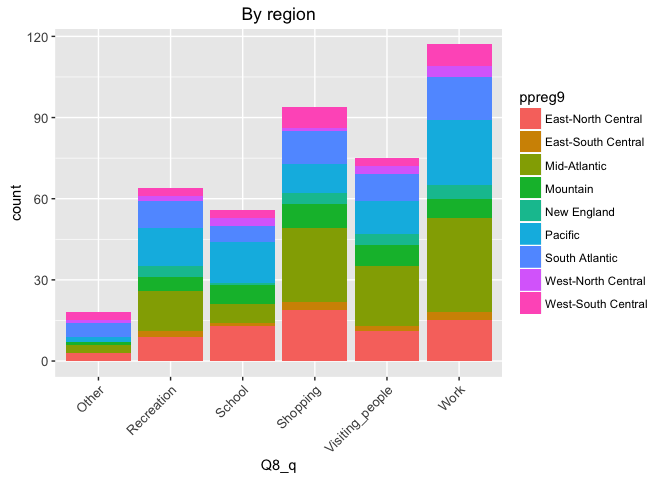 By region
120
90
60
30
0
count
Other
Recreation
School
Shopping
Visiting_people
Work
Q8_q
ppreg9
East-North Central
East-South Central
Mid-Atlantic
Mountain
New England
Pacific
South Atlantic
West-North Central
West-South Central